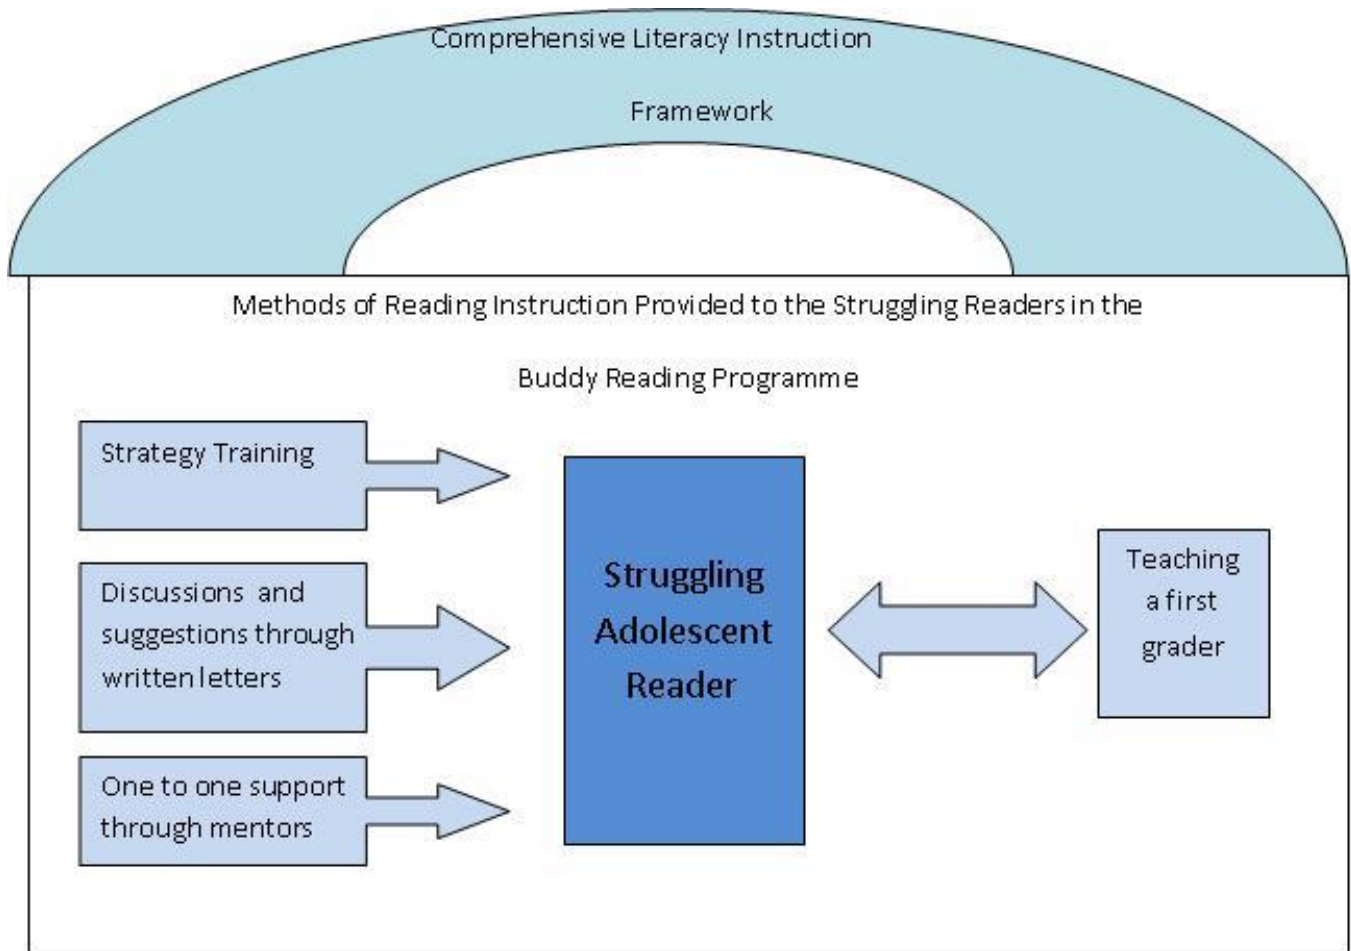 Comprehensive Literacy Instruction
Framework
Methods of Reading Instruction Provided to the Struggling Readers in the
Buddy Reading Programme
Strategy Training
Discussions and
suggestions through
written letters
One to one support
through mentors
Struggling
Adolescent
Reader
Teaching
a first
grader